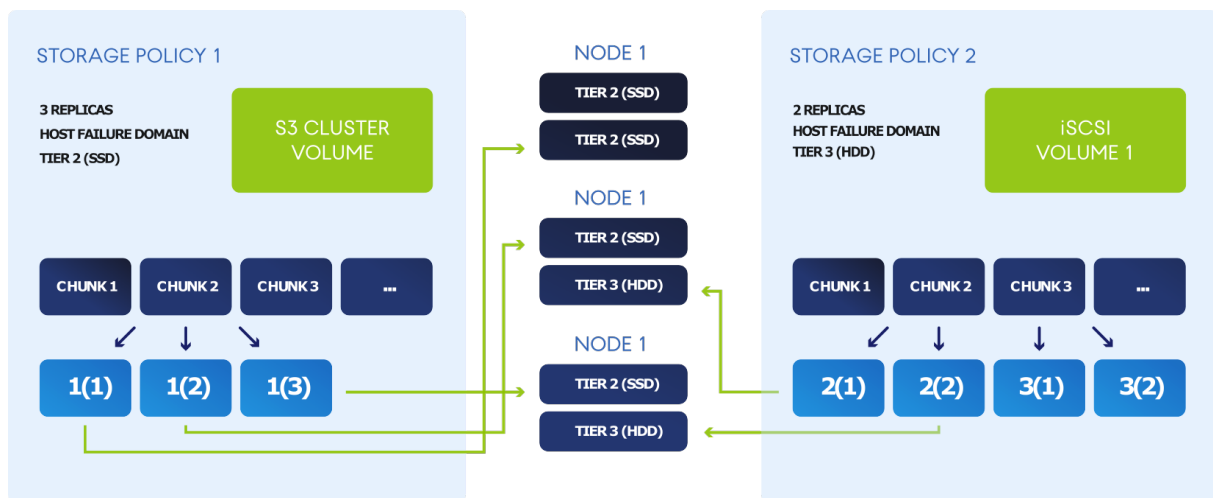 STORAGE POLICY 1
3 REPLICAS
HOST FAILURE DOMAIN
TIER 2 (SSD)
S3 CLUSTER
VOLUME
CHUNK 1
CHUNK 2
CHUNK 3
...
1(1)
1(2)
1(3)
NODE 1
TIER 2 (SSD)
TIER 2 (SSD)
NODE 1
TIER 2 (SSD)
TIER 3 (HDD)
NODE 1
TIER 2 (SSD)
TIER 3 (HDD)
STORAGE POLICY 2
2 REPLICAS
HOST FAILURE DOMAIN
TIER 3 (HDD)
iSCSI
VOLUME 1
CHUNK 1
CHUNK 2
CHUNK 3
...
2(1)
2(2)
3(1)
3(2)